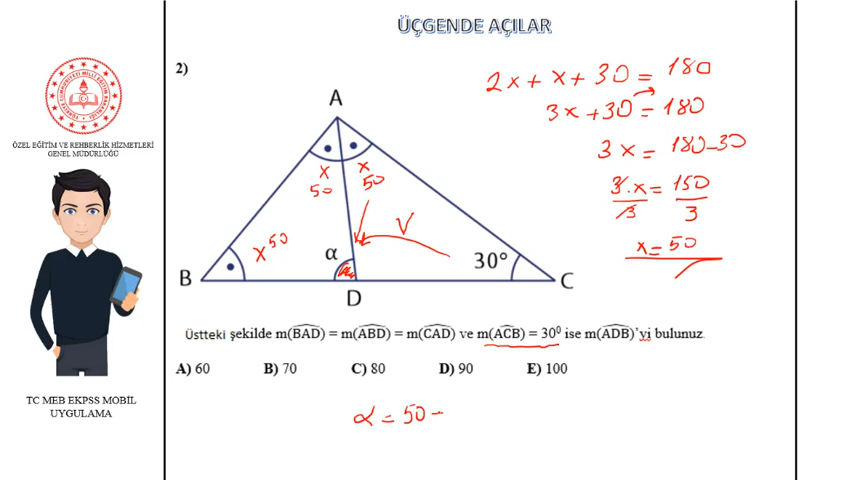 ÜÇGENDE AÇILAR
2)
2x + x + 30 = 180
3x + 30 = 180
3x = 180 - 30
3.x = 150
3 3
x = 50
A
x x
50 50
x 50
V
α
30°
B
D
C
Üstteki şekilde m(BAD) = m(ABD) = m(CAD) ve m(ACB) = 30⁰ ise m(ADB)'yi bulunuz.
A) 60 B) 70 C) 80 D) 90 E) 100
α = 50 -
ÖZEL EĞİTİM VE REHBERLİK HİZMETLERİ
GENEL MÜDÜRLÜĞÜ
TC MEB EKPSS MOBİL
UYGULAMA